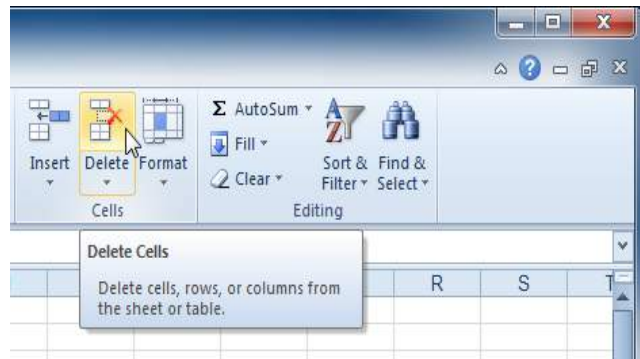 Σ AutoSum
Fill
Clear
Insert
Delete
Format
Sort &
Filter
Find &
Select
Cells
Editing
Delete Cells
Delete cells, rows, or columns from
the sheet or table.
R S T